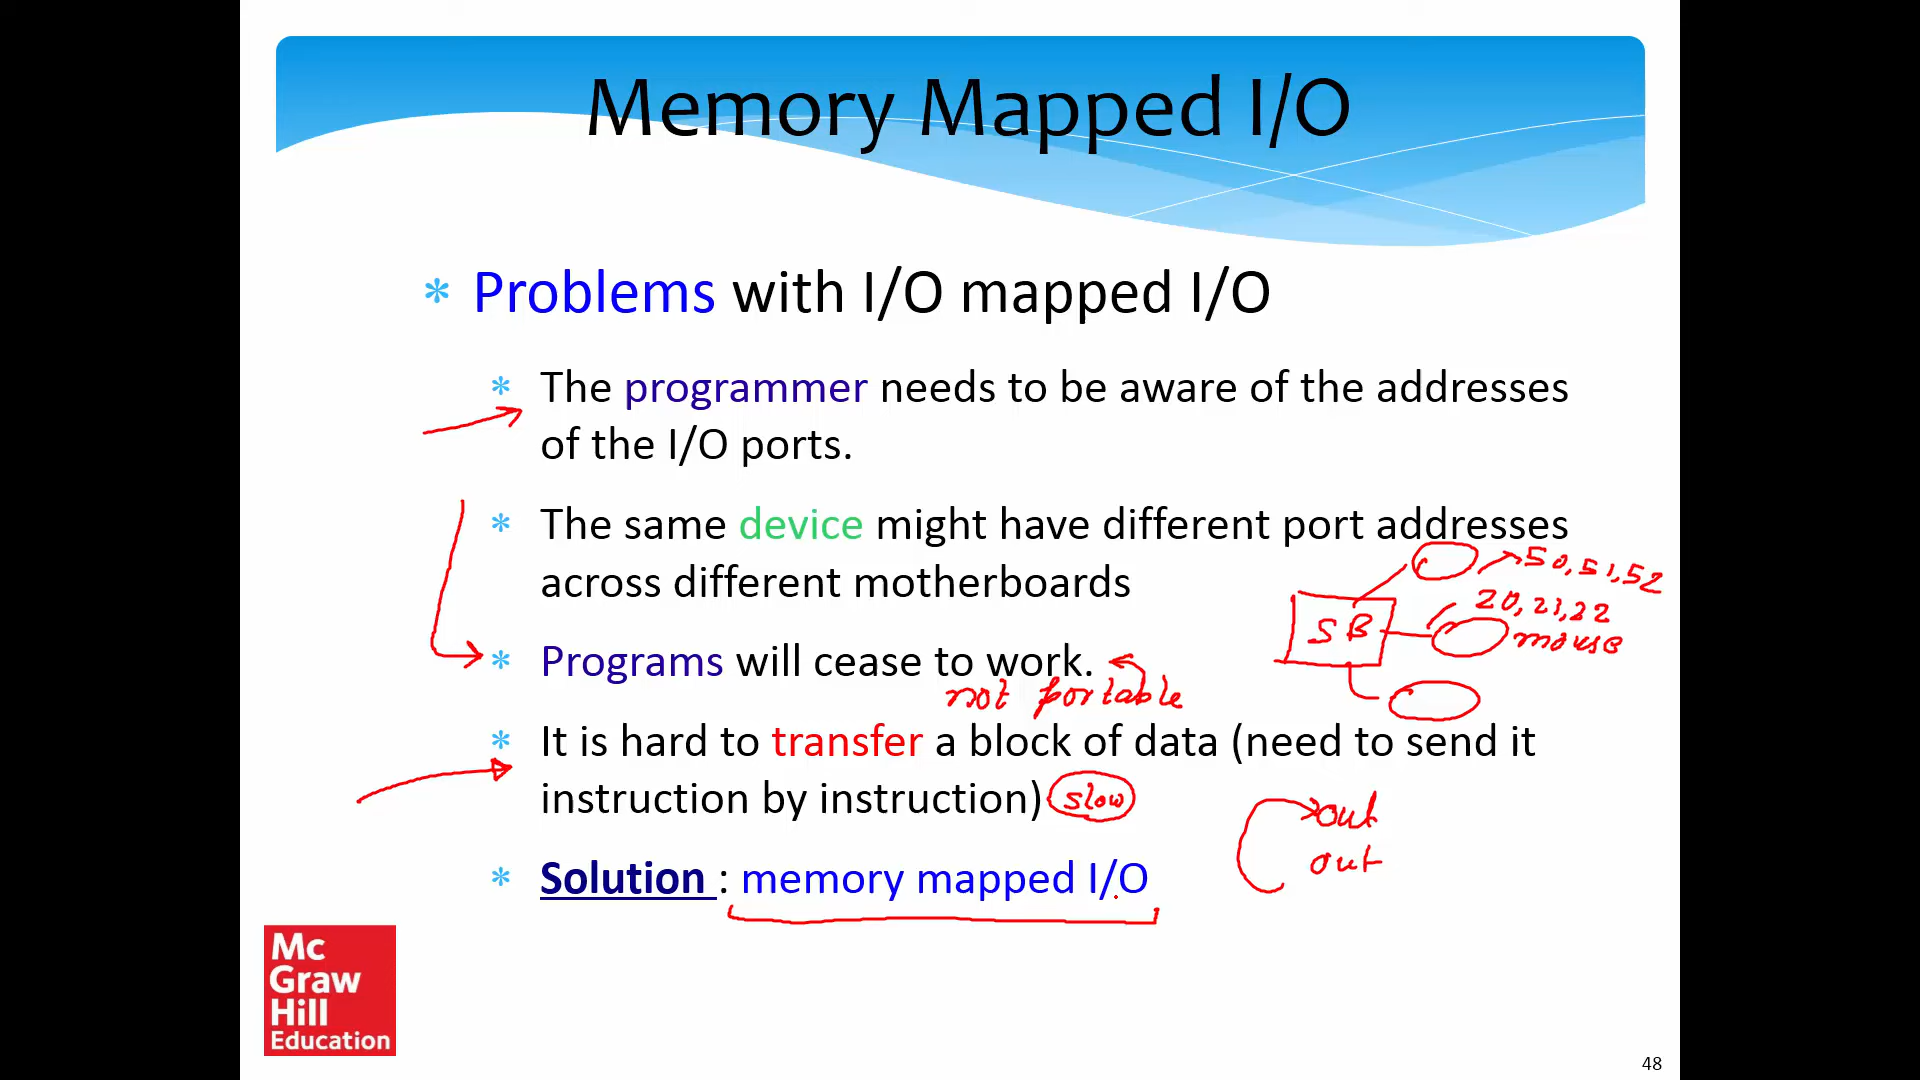 Memory Mapped I/O
* Problems with I/O mapped I/O
* The programmer needs to be aware of the addresses
of the I/O ports.
* The same device might have different port addresses
across different motherboards
50, 51, 52
20, 21, 22
SB
mouse
* Programs will cease to work.
not portable
* It is hard to transfer a block of data (need to send it
instruction by instruction) slow
out
out
* Solution : memory mapped I/O
Mc
Graw
Hill
Education
48